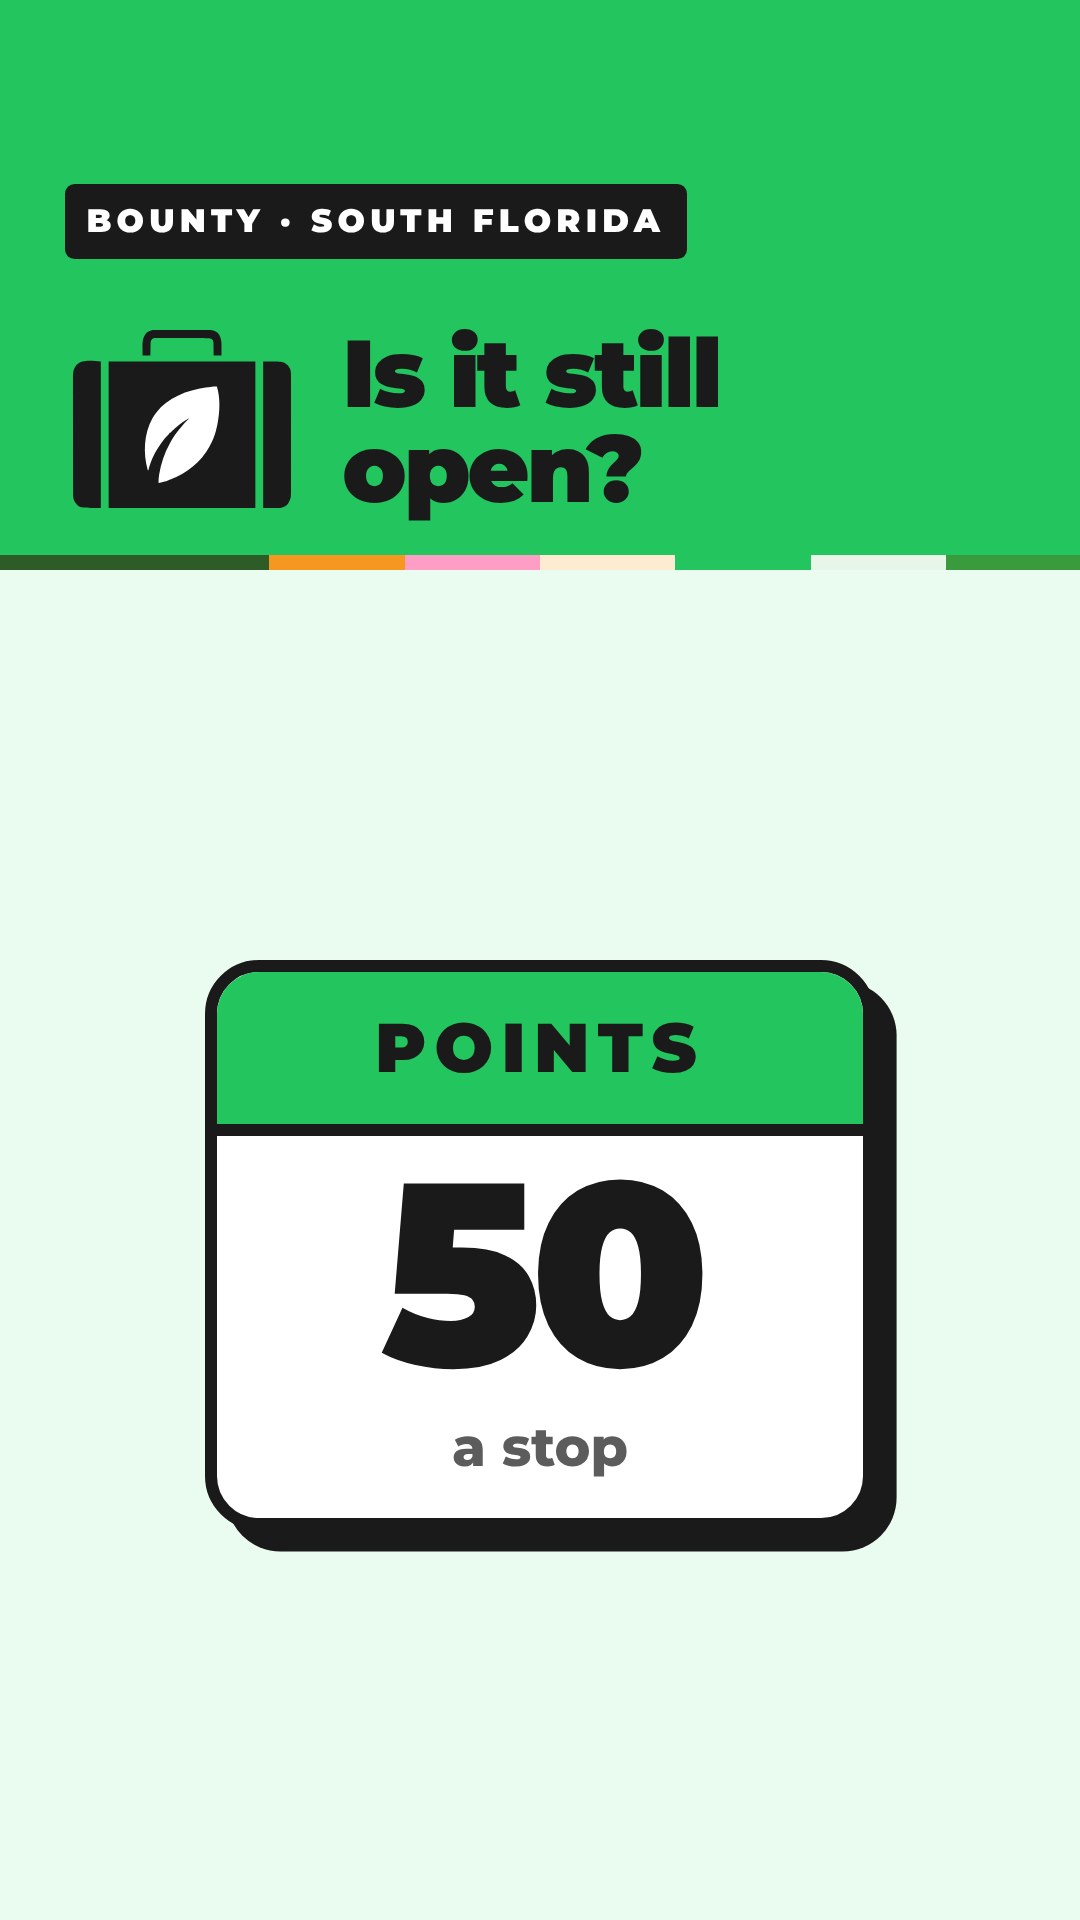 BOUNTY · SOUTH FLORIDA
Is it still
open?
POINTS
50
a stop